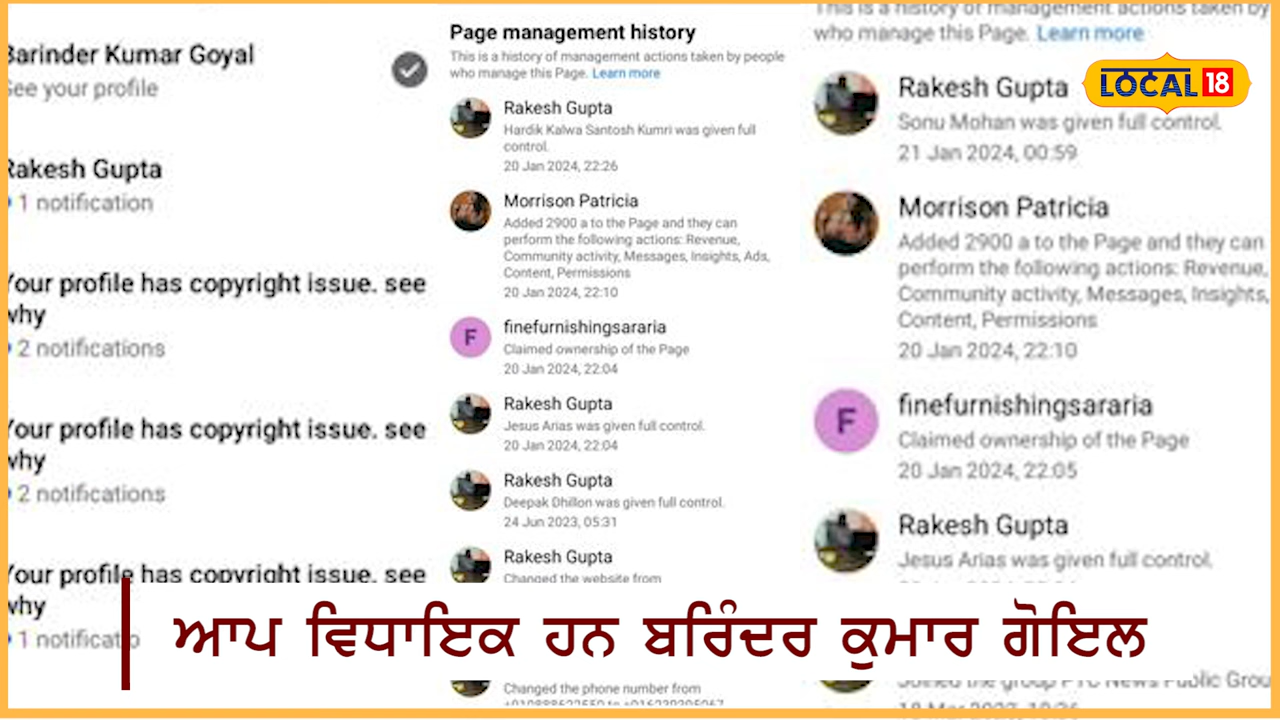 Barinder Kumar Goyal
See your profile
Rakesh Gupta
1 notification
Your profile has copyright issue. see
why
2 notifications
Your profile has copyright issue. see
why
2 notifications
Your profile has copyright issue. see
why
1 notificatio
Page management history
This is a history of management actions taken by people
who manage this Page. Learn more
Rakesh Gupta
Hardik Kalwa Santosh Kumri was given full
control.
20 Jan 2024, 22:26
Morrison Patricia
Added 2900 a to the Page and they can
perform the following actions: Revenue,
Community activity, Messages, Insights, Ads,
Content, Permissions
20 Jan 2024, 22:10
F
finefurnishingsararia
Claimed ownership of the Page
20 Jan 2024, 22:04
Rakesh Gupta
Jesus Arias was given full control.
20 Jan 2024, 22:04
Rakesh Gupta
Deepak Dhillon was given full control.
24 Jun 2023, 05:31
Rakesh Gupta
Changed the website from
Changed the phone number from
This is a history of management actions taken by
who manage this Page. Learn more
LOCAL 18
Rakesh Gupta
Sonu Mohan was given full control.
21 Jan 2024, 00:59
Morrison Patricia
Added 2900 a to the Page and they can
perform the following actions: Revenue,
Community activity, Messages, Insights,
Content, Permissions
20 Jan 2024, 22:10
F
finefurnishingsararia
Claimed ownership of the Page
20 Jan 2024, 22:05
Rakesh Gupta
Jesus Arias was given full control.
Joined the group PTC News Public Grou
ਆਪ ਵਿਧਾਇਕ ਹਨ ਬਰਿੰਦਰ ਕੁਮਾਰ ਗੋਇਲ